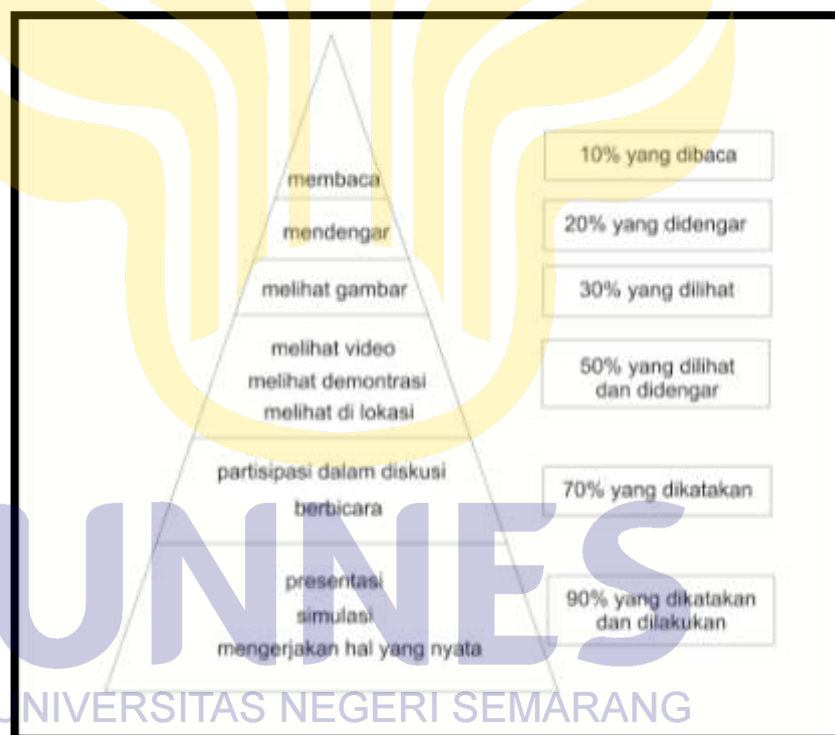 membaca
10% yang dibaca
mendengar
20% yang didengar
melihat gambar
30% yang dilihat
melihat video
melihat demontrasi
melihat di lokasi
50% yang dilihat
dan didengar
partisipasi dalam diskusi
berbicara
70% yang dikatakan
presentasi
simulasi
mengerjakan hal yang nyata
90% yang dikatakan
dan dilakukan
UNNES
UNIVERSITAS NEGERI SEMARANG